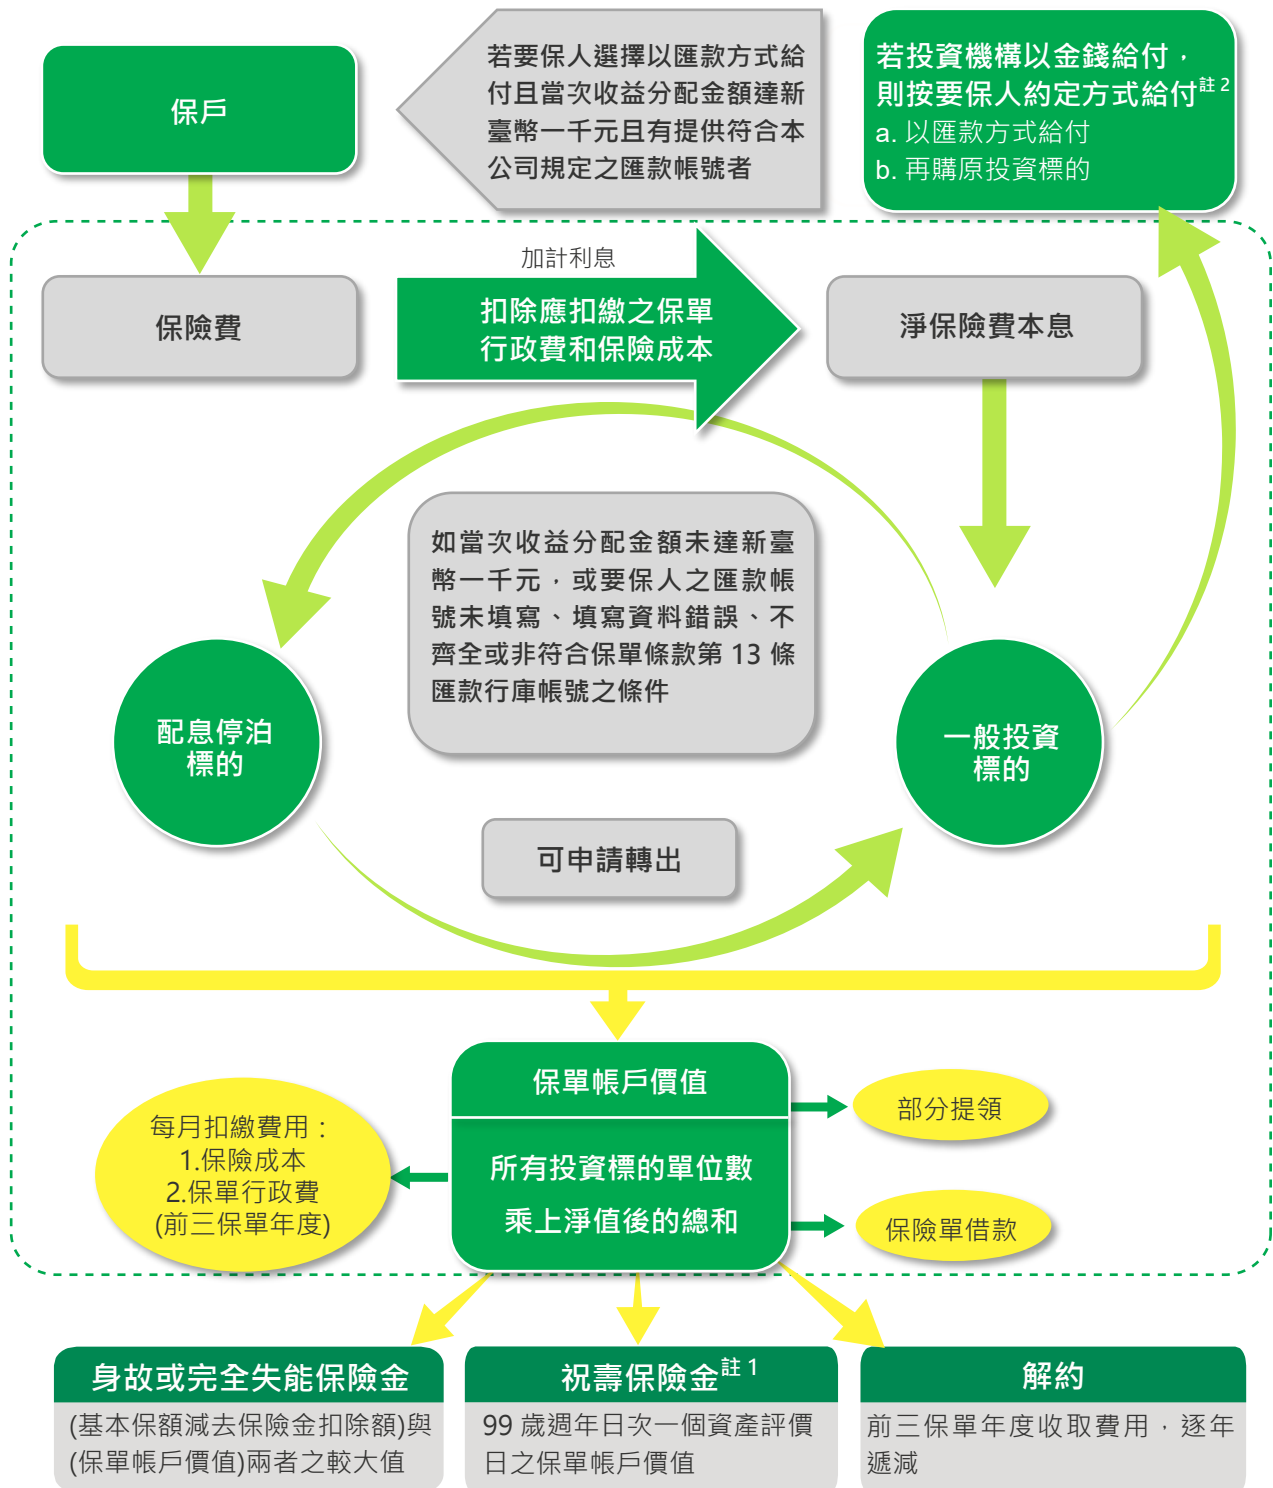 保戶
若要保人選擇以匯款方式給
付且當次收益分配金額達新
臺幣一千元且有提供符合本
公司規定之匯款帳號者
若投資機構以金錢給付，
則按要保人約定方式給付註2
a. 以匯款方式給付
b. 再購原投資標的
保險費
加計利息
扣除應扣繳之保單
行政費和保險成本
淨保險費本息
如當次收益分配金額未達新臺
幣一千元，或要保人之匯款帳
號未填寫、填寫資料錯誤、不
齊全或非符合保單條款第 13 條
匯款行庫帳號之條件
配息停泊
標的
一般投資
標的
可申請轉出
保單帳戶價值
所有投資標的單位數
乘上淨值後的總和
每月扣繳費用：
1.保險成本
2.保單行政費
(前三保單年度)
部分提領
保險單借款
身故或完全失能保險金
(基本保額減去保險金扣除額)與
(保單帳戶價值)兩者之較大值
祝壽保險金註1
99 歲週年日次一個資產評價
日之保單帳戶價值
解約
前三保單年度收取費用，逐年
遞減